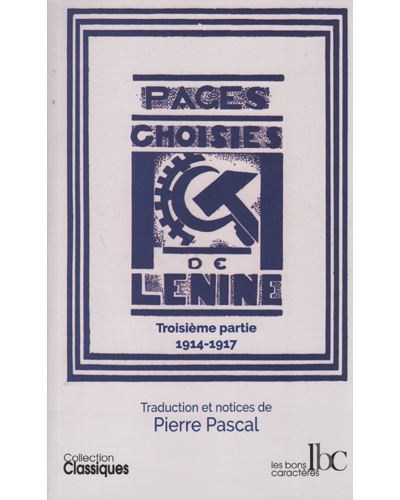 PAGES
CHOISIES
DE
LENINE
Troisième partie
1914-1917
Traduction et notices de
Pierre Pascal
Collection
Classiques
les bons
caractères
lbc